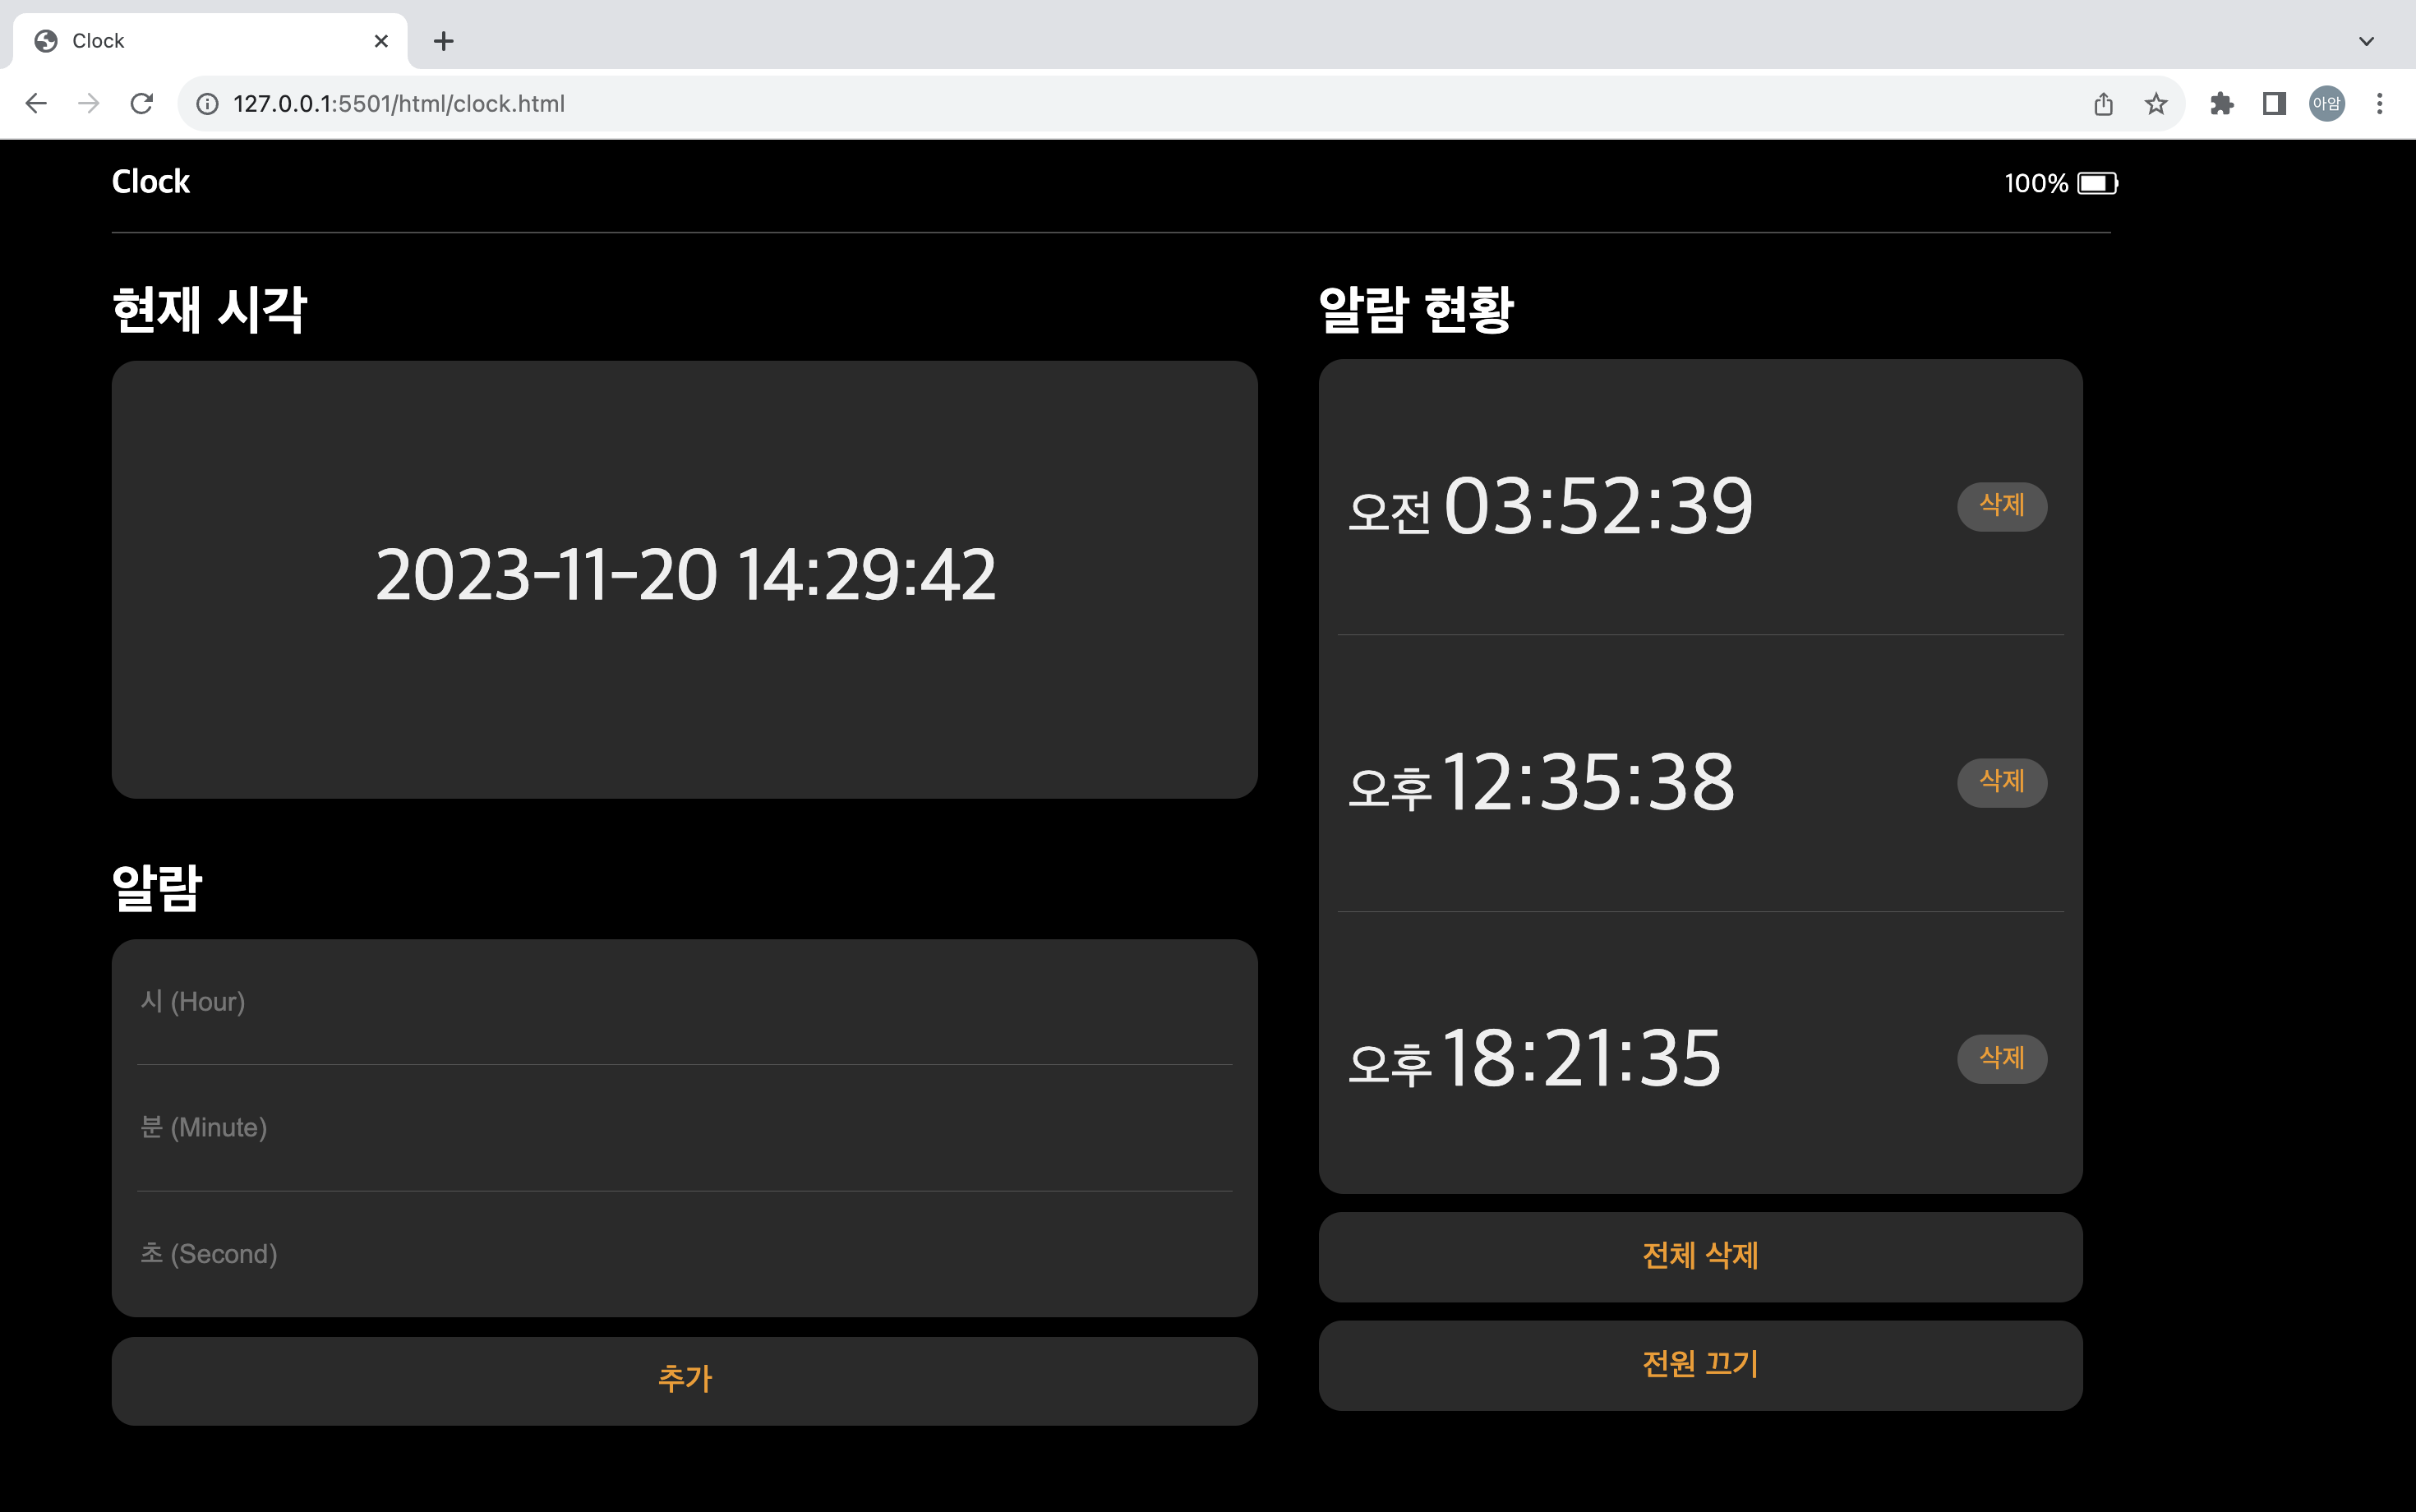 Clock
127.0.0.1:5501/html/clock.html
아암
Clock
100%
현재 시각
2023-11-20 14:29:42
알람
시 (Hour)
분 (Minute)
초 (Second)
추가
알람 현황
오전 03:52:39
삭제
오후 12:35:38
삭제
오후 18:21:35
삭제
전체 삭제
전원 끄기